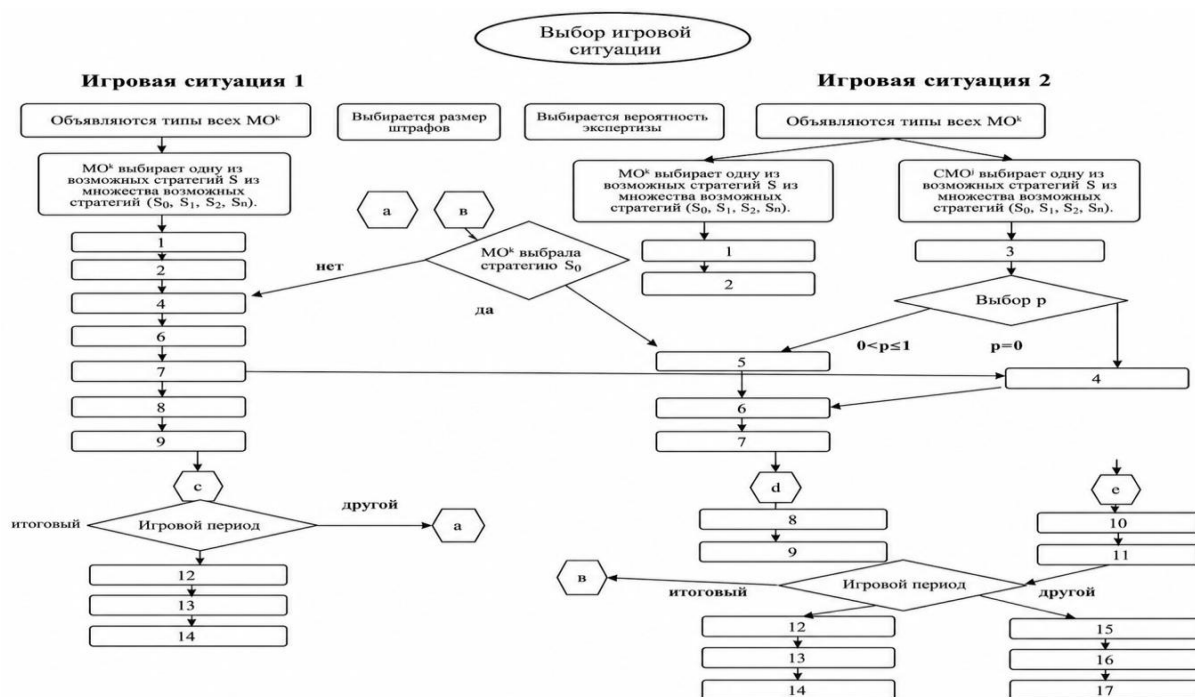 Выбор игровой
ситуации
Игровая ситуация 1
Игровая ситуация 2
Объявляются типы всех МОᵏ
Выбирается размер
штрафов
Выбирается вероятность
экспертизы
Объявляются типы всех МОᵏ
МОᵏ выбирает одну из
возможных стратегий S из
множества возможных
стратегий (S₀, S₁, S₂, Sn).
МОᵏ выбирает одну из
возможных стратегий S из
множества возможных
стратегий (S₀, S₁, S₂, Sn).
СМОʲ выбирает одну из
возможных стратегий S из
множества возможных
стратегий (S₀, S₁, S₂, Sn).
а
в
МОᵏ выбрала
стратегию S₀
нет
да
1
2
4
6
7
8
9
с
Игровой период
итоговый
другой
а
12
13
14
1
2
3
Выбор р
0<p≤1
p=0
5
4
6
7
d
е
8
9
10
11
в
итоговый
Игровой период
другой
12
13
14
15
16
17